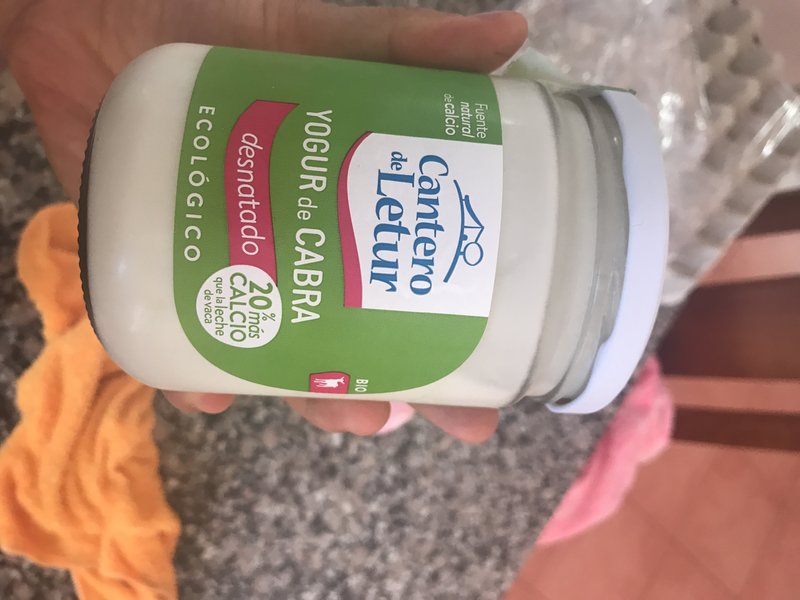 Fuente
natural
de calcio
Cantero
de Letur
YOGUR de CABRA
desnatado
ECOLÓGICO
20% más
CALCIO
que la leche
de vaca
BIO